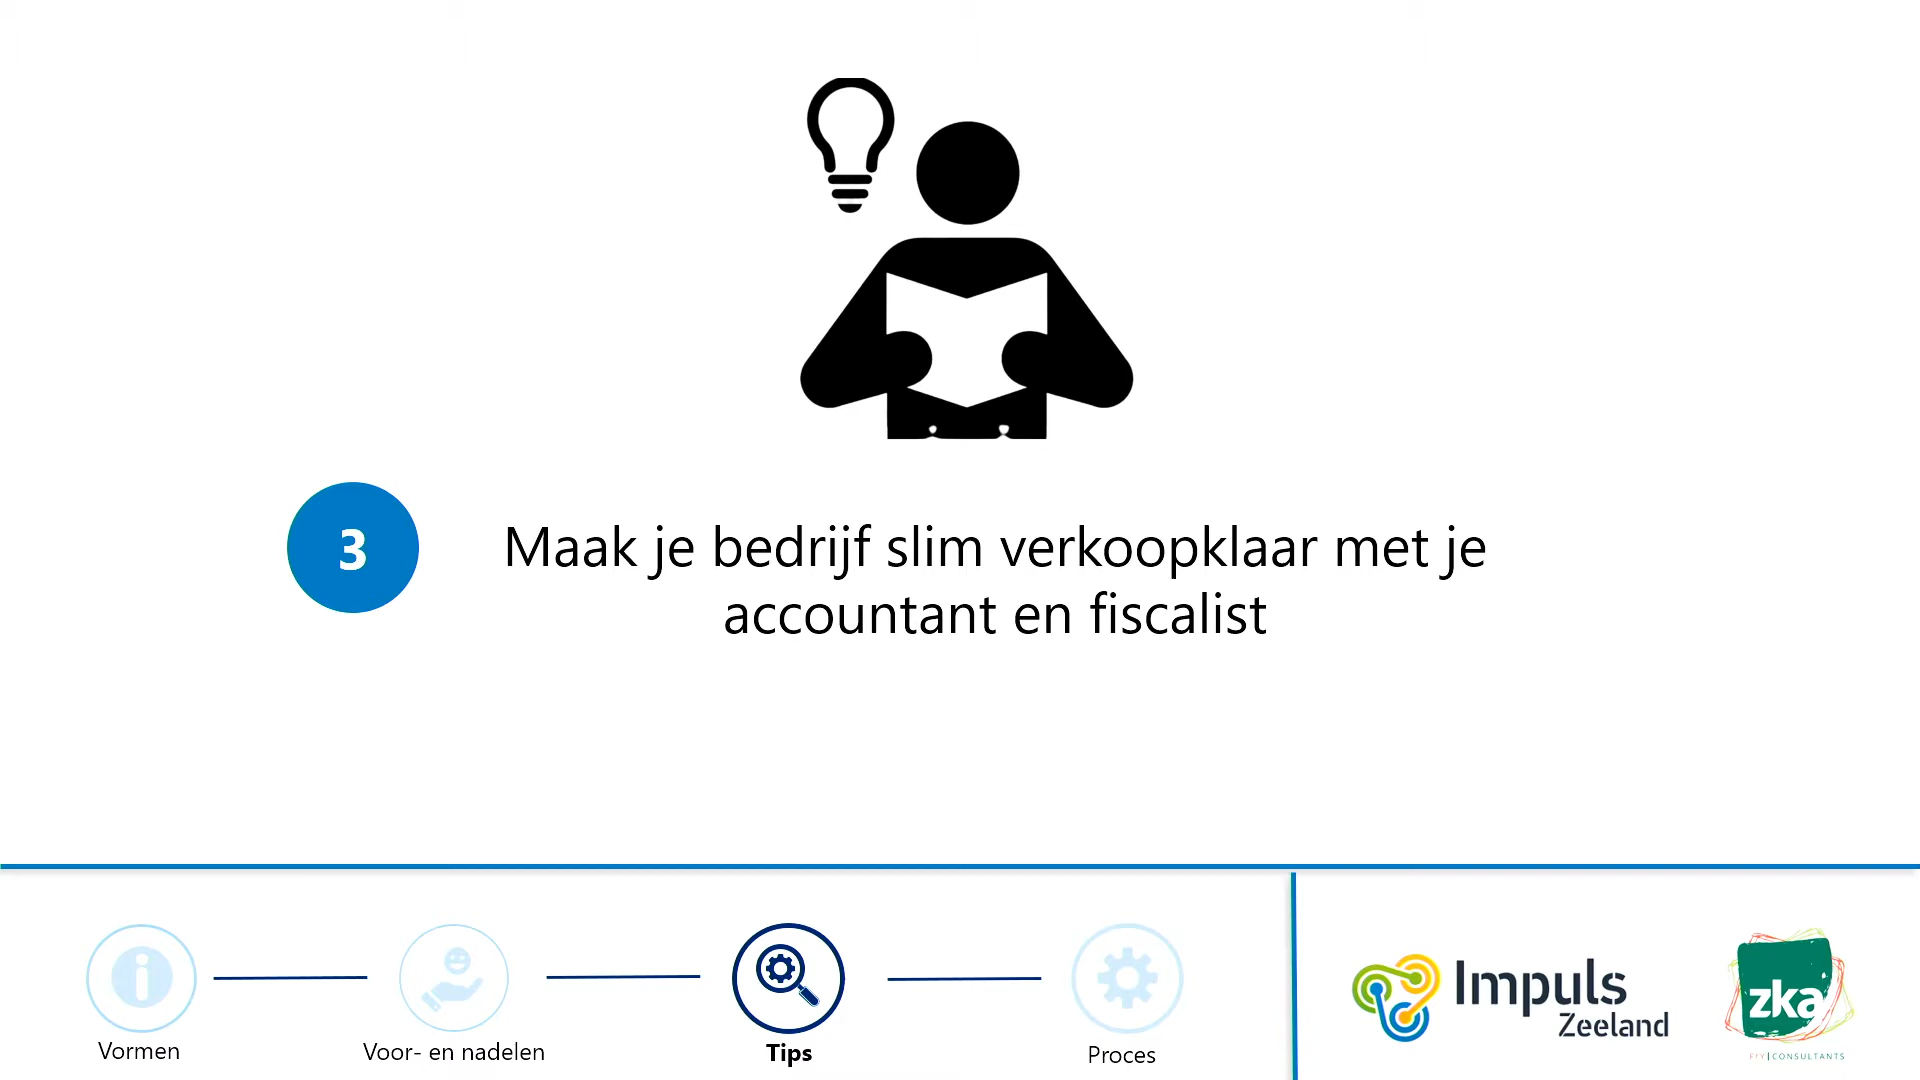 3
Maak je bedrijf slim verkoopklaar met je
accountant en fiscalist
Vormen
Voor- en nadelen
Tips
Proces
Impuls
Zeeland
zka
CONSULTANTS